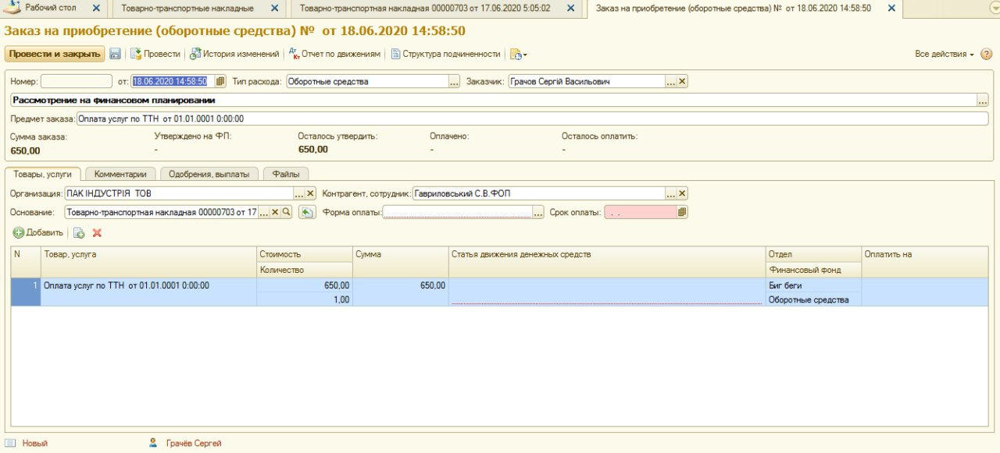 Рабочий стол Товарно-транспортные накладные Товарно-транспортная накладная 00000703 от 17.06.2020 5:05:02 Заказ на приобретение (оборотные средства) № от 18.06.2020 14:58:50
Заказ на приобретение (оборотные средства) № от 18.06.2020 14:58:50
Провести и закрыть Провести История изменений Дт Кт Отчет по движениям Структура подчиненности Все действия
Номер: от: 18.06.2020 14:58:50 Тип расхода: Оборотные средства ... Заказчик: Грачов Сергій Васильович ...
Рассмотрение на финансовом планировании ...
Предмет заказа: Оплата услуг по ТТН от 01.01.0001 0:00:00
Сумма заказа: Утверждено на ФП: Осталось утвердить: Оплачено: Осталось оплатить:
650,00 - 650,00 - -
Товары, услуги Комментарии Одобрения, выплаты Файлы
Организация: ПАК ІНДУСТРІЯ ТОВ ... Контрагент, сотрудник: Гавриловський С.В.ФОП ...
Основание: Товарно-транспортная накладная 00000703 от 17 ... Форма оплаты: ... Срок оплаты: . .
Добавить
N Товар, услуга Стоимость Сумма Статья движения денежных средств Отдел Оплатить на
Количество Финансовый фонд
1 Оплата услуг по ТТН от 01.01.0001 0:00:00 650,00 650,00 Биг беги
1,00 Оборотные средства
Новый Грачёв Сергей